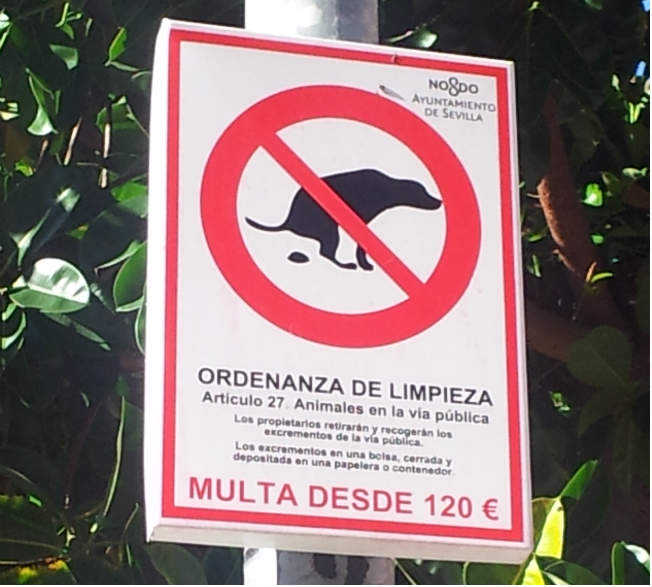 NO8DO
AYUNTAMIENTO
DE SEVILLA
ORDENANZA DE LIMPIEZA
Artículo 27. Animales en la vía pública
Los propietarios retirarán y recogerán los
excrementos de la vía pública.
Los excrementos en una bolsa, cerrada y
depositada en una papelera o contenedor.
MULTA DESDE 120 €